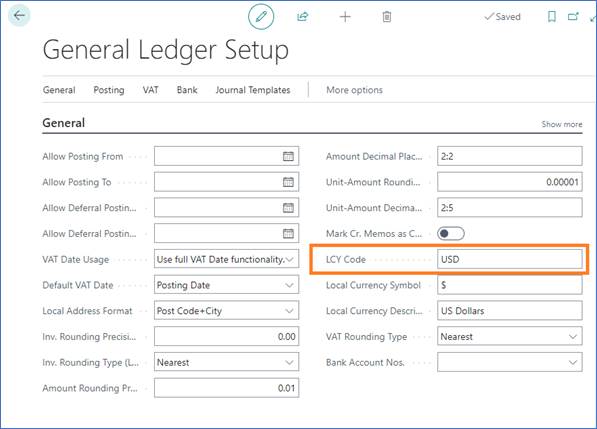 Saved
General Ledger Setup
General Posting VAT Bank Journal Templates More options
General
Show more
Allow Posting From
Allow Posting To
Allow Deferral Postin...
Allow Deferral Postin...
VAT Date Usage Use full VAT Date functionality.
Default VAT Date Posting Date
Local Address Format Post Code+City
Inv. Rounding Precisi... 0.00
Inv. Rounding Type (L... Nearest
Amount Rounding Pr... 0.01
Amount Decimal Plac... 2:2
Unit-Amount Roundi... 0.00001
Unit-Amount Decima... 2:5
Mark Cr. Memos as C...
LCY Code USD
Local Currency Symbol $
Local Currency Descri... US Dollars
VAT Rounding Type Nearest
Bank Account Nos.